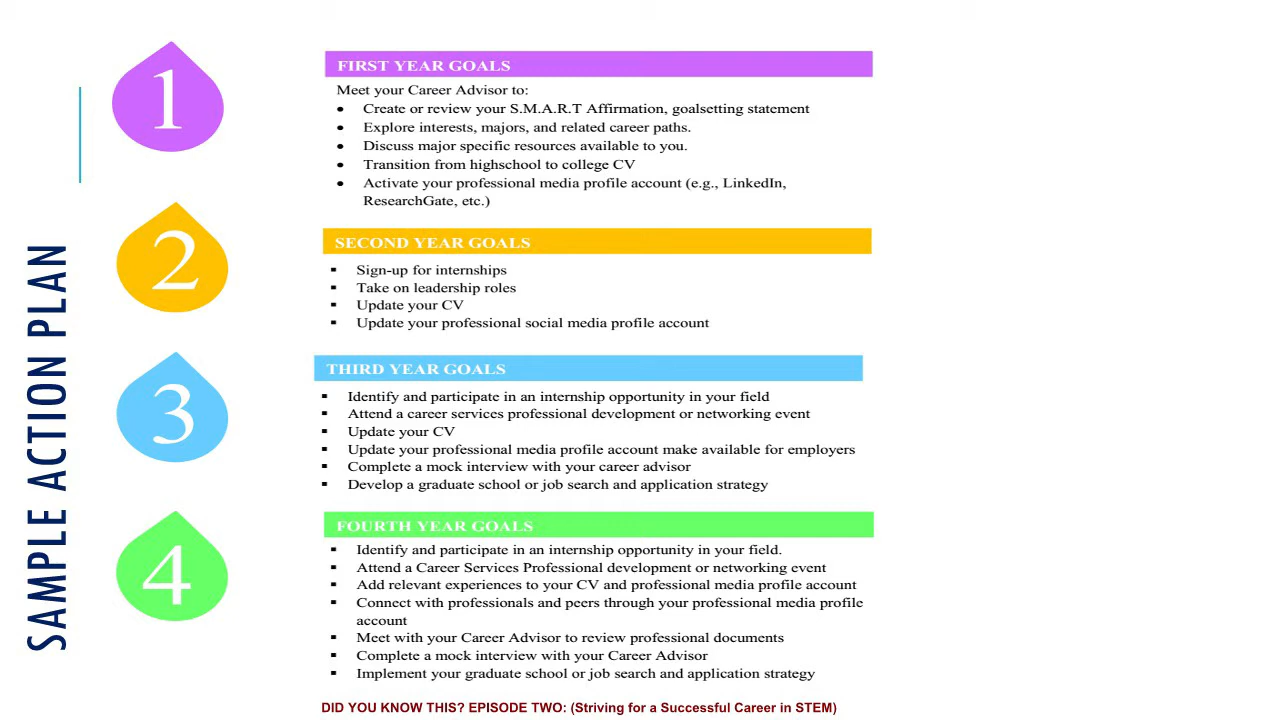 SAMPLE ACTION PLAN
1
FIRST YEAR GOALS
Meet your Career Advisor to:
• Create or review your S.M.A.R.T Affirmation, goalsetting statement
• Explore interests, majors, and related career paths.
• Discuss major specific resources available to you.
• Transition from highschool to college CV
• Activate your professional media profile account (e.g., LinkedIn,
ResearchGate, etc.)
2
SECOND YEAR GOALS
▪ Sign-up for internships
▪ Take on leadership roles
▪ Update your CV
▪ Update your professional social media profile account
3
THIRD YEAR GOALS
▪ Identify and participate in an internship opportunity in your field
▪ Attend a career services professional development or networking event
▪ Update your CV
▪ Update your professional media profile account make available for employers
▪ Complete a mock interview with your career advisor
▪ Develop a graduate school or job search and application strategy
4
FOURTH YEAR GOALS
▪ Identify and participate in an internship opportunity in your field.
▪ Attend a Career Services Professional development or networking event
▪ Add relevant experiences to your CV and professional media profile account
▪ Connect with professionals and peers through your professional media profile
account
▪ Meet with your Career Advisor to review professional documents
▪ Complete a mock interview with your Career Advisor
▪ Implement your graduate school or job search and application strategy
DID YOU KNOW THIS? EPISODE TWO: (Striving for a Successful Career in STEM)